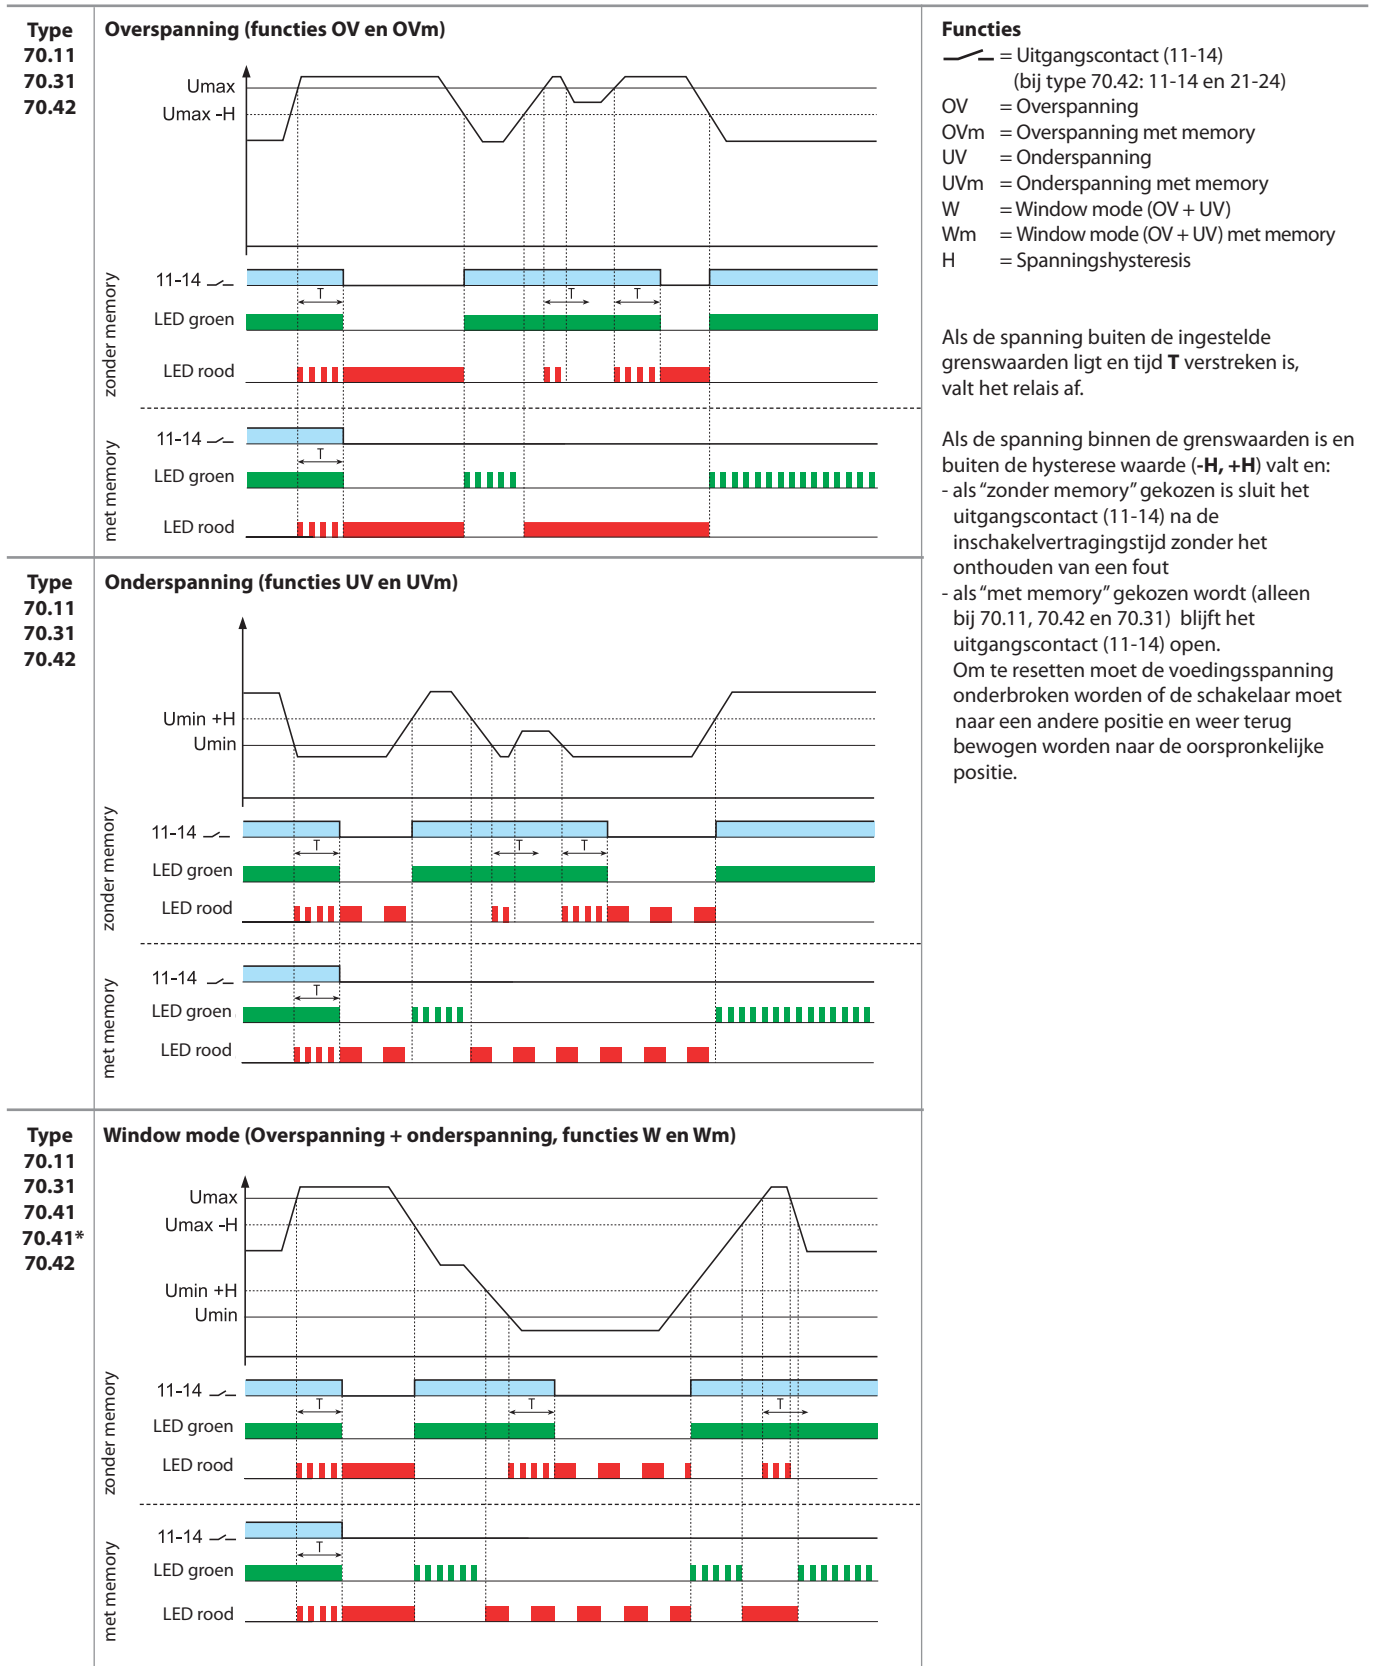 Type
70.11
70.31
70.42
Overspanning (functies OV en OVm)
Umax
Umax -H
zonder memory
11-14
T
T
T
LED groen
LED rood
met memory
11-14
T
LED groen
LED rood
Type
70.11
70.31
70.42
Onderspanning (functies UV en UVm)
Umin +H
Umin
zonder memory
11-14
T
T
T
LED groen
LED rood
met memory
11-14
T
LED groen
LED rood
Type
70.11
70.31
70.41
70.41*
70.42
Window mode (Overspanning + onderspanning, functies W en Wm)
Umax
Umax -H
Umin +H
Umin
zonder memory
11-14
T
T
T
LED groen
LED rood
met memory
11-14
T
LED groen
LED rood
Functies
= Uitgangscontact (11-14)
(bij type 70.42: 11-14 en 21-24)
OV = Overspanning
OVm = Overspanning met memory
UV = Onderspanning
UVm = Onderspanning met memory
W = Window mode (OV + UV)
Wm = Window mode (OV + UV) met memory
H = Spanningshysteresis
Als de spanning buiten de ingestelde
grenswaarden ligt en tijd T verstreken is,
valt het relais af.
Als de spanning binnen de grenswaarden is en
buiten de hysterese waarde (-H, +H) valt en:
- als “zonder memory” gekozen is sluit het
uitgangscontact (11-14) na de
inschakelvertragingstijd zonder het
onthouden van een fout
- als “met memory” gekozen wordt (alleen
bij 70.11, 70.42 en 70.31) blijft het
uitgangscontact (11-14) open.
Om te resetten moet de voedingsspanning
onderbroken worden of de schakelaar moet
naar een andere positie en weer terug
bewogen worden naar de oorspronkelijke
positie.